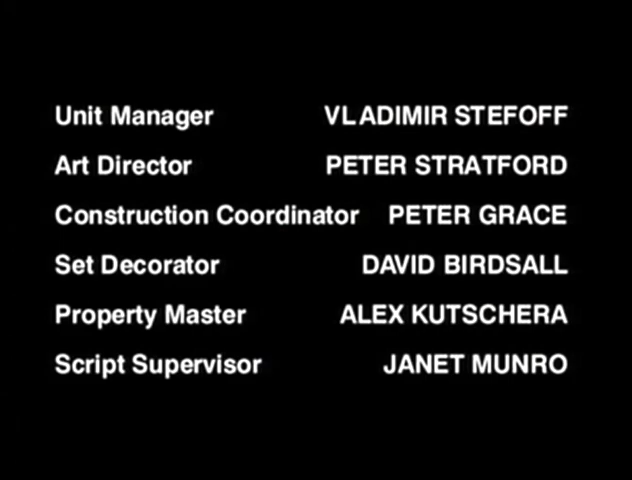 Unit Manager VLADIMIR STEFOFF
Art Director PETER STRATFORD
Construction Coordinator PETER GRACE
Set Decorator DAVID BIRDSALL
Property Master ALEX KUTSCHERA
Script Supervisor JANET MUNRO